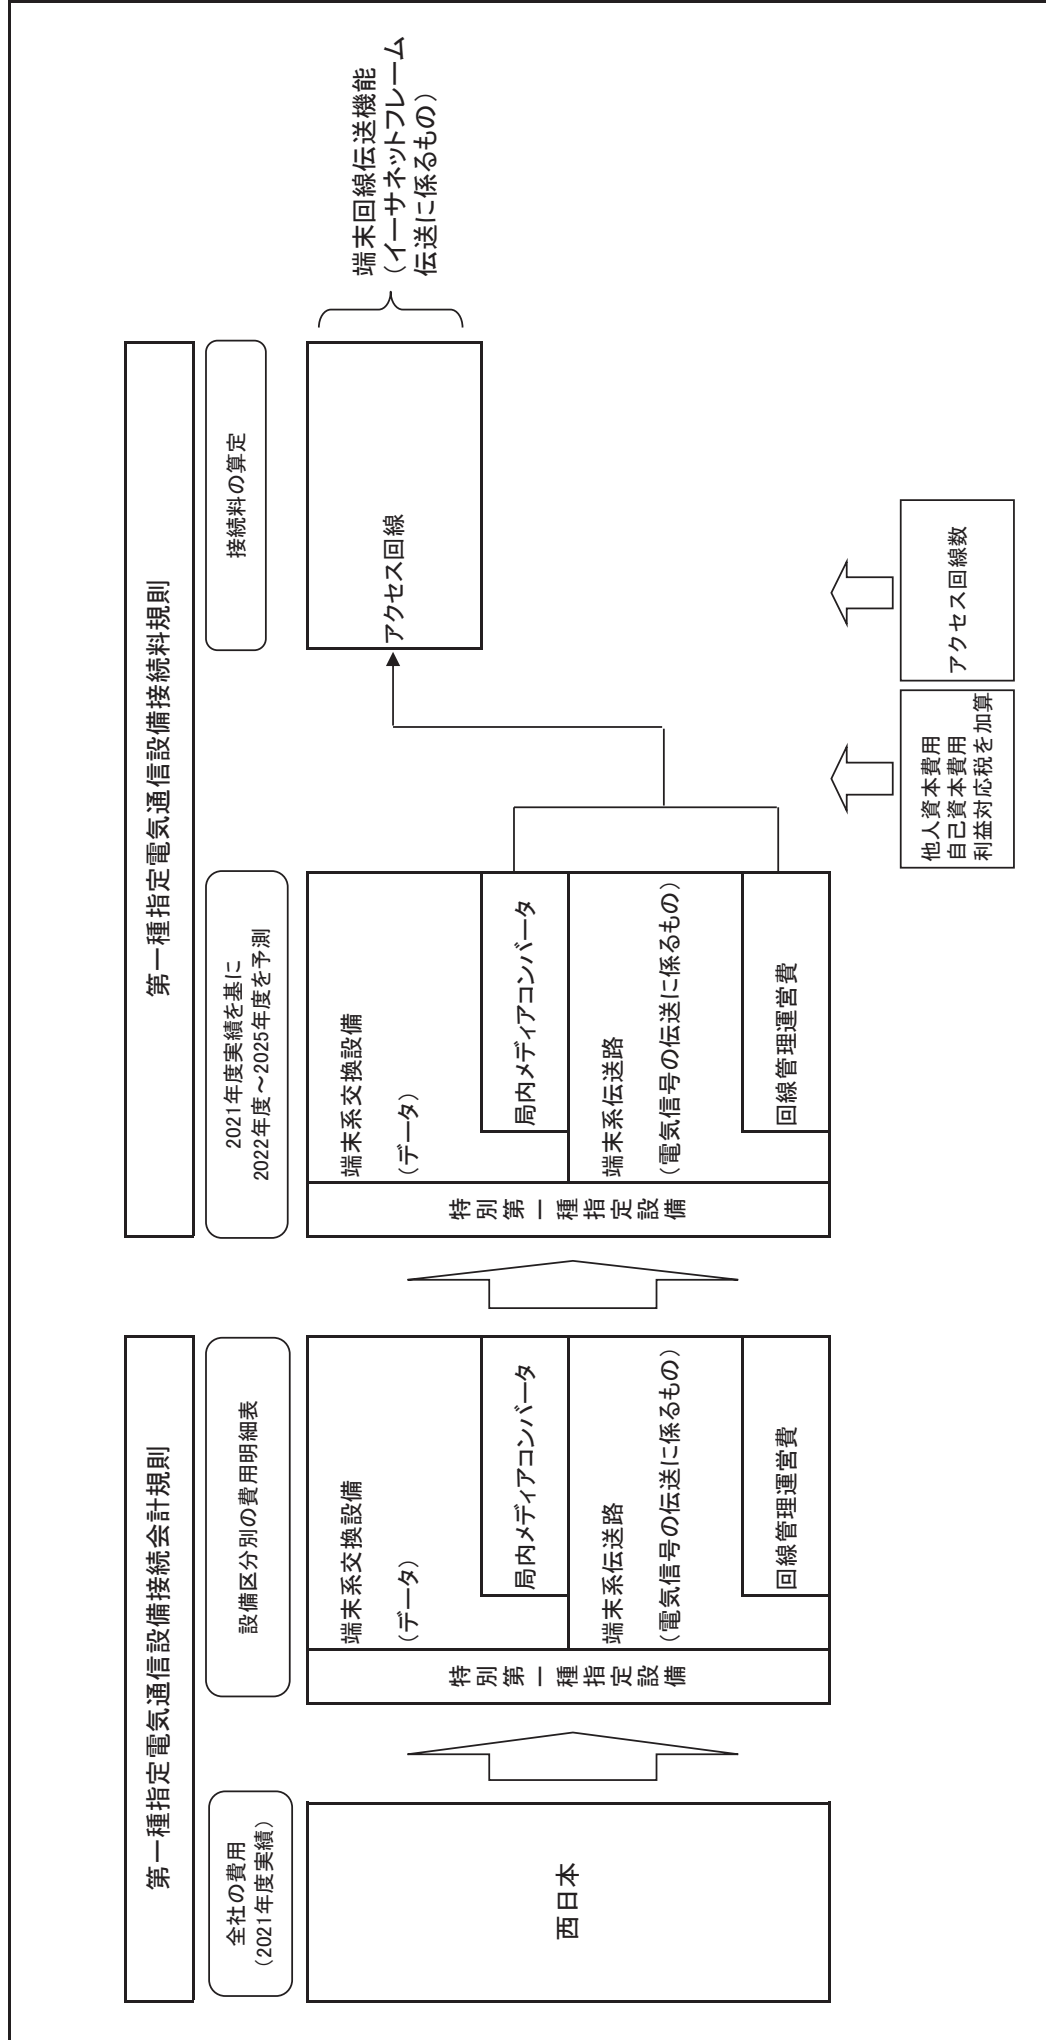 第一種指定電気通信設備接続会計規則
第一種指定電気通信設備接続料規則
全社の費用
（2021年度実績）
設備区分別の費用明細表
2021年度実績を基に
2022年度～2025年度を予測
接続料の算定
西日本
特別第一種指定設備
端末系交換設備
（データ）
局内メディアコンバータ
端末系伝送路
（電気信号の伝送に係るもの）
回線管理運営費
特別第一種指定設備
端末系交換設備
（データ）
局内メディアコンバータ
端末系伝送路
（電気信号の伝送に係るもの）
回線管理運営費
アクセス回線
端末回線伝送機能
（イーサネットフレーム
伝送に係るもの）
他人資本費用
自己資本費用
利益対応税を加算
アクセス回線数